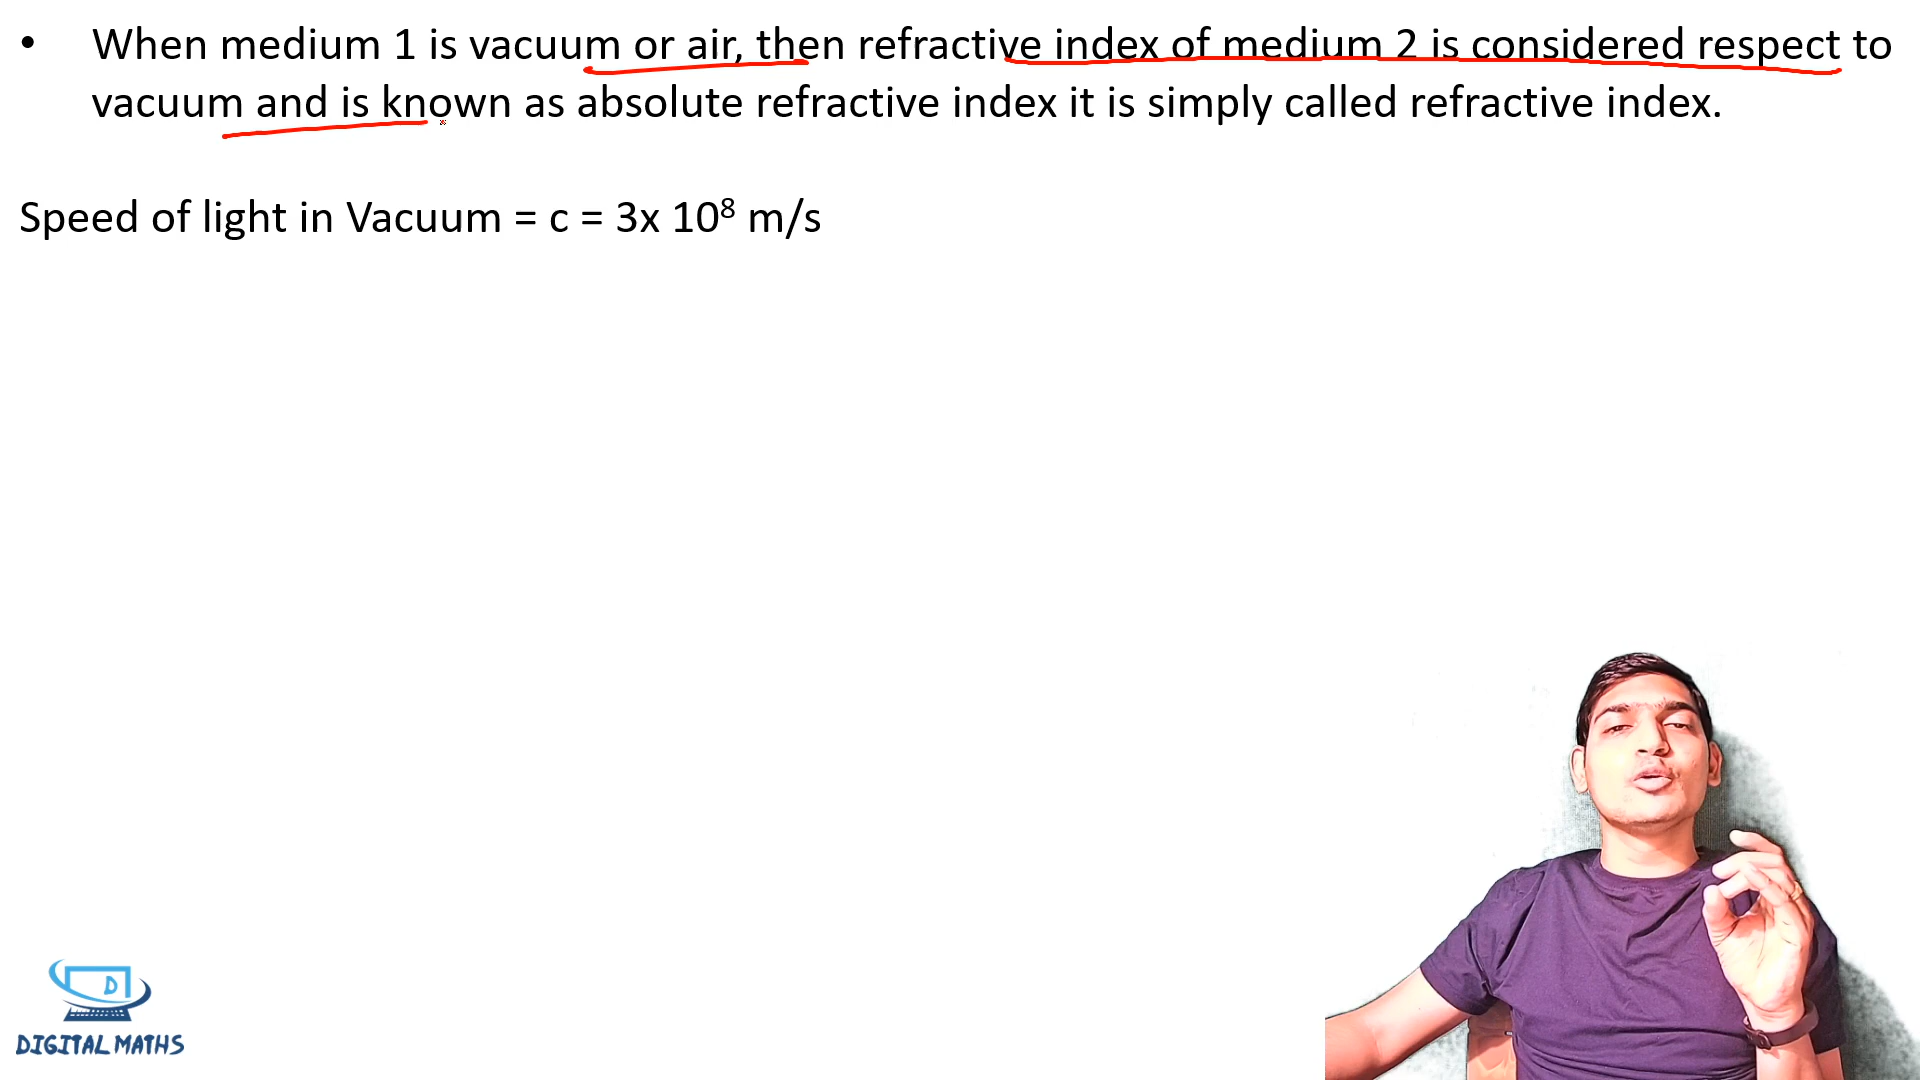 • When medium 1 is vacuum or air, then refractive index of medium 2 is considered respect to
vacuum and is known as absolute refractive index it is simply called refractive index.
Speed of light in Vacuum = c = 3x 10⁸ m/s
D
DIGITAL MATHS